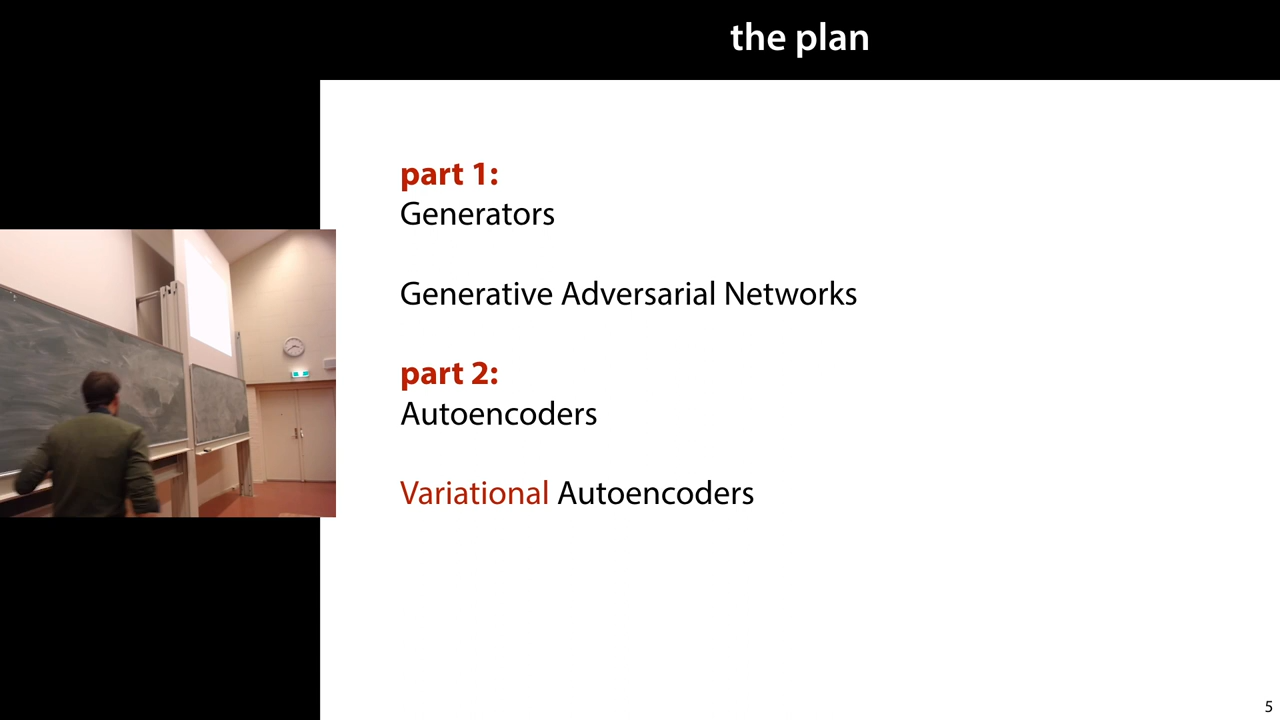 the plan
part 1:
Generators
Generative Adversarial Networks
part 2:
Autoencoders
Variational Autoencoders
5